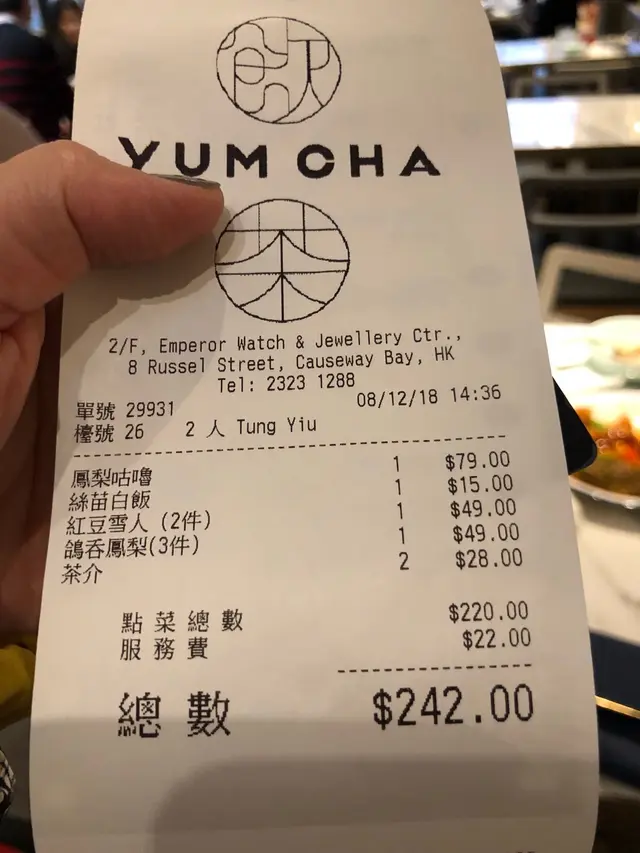 飲
YUM CHA
茶
2/F, Emperor Watch & Jewellery Ctr.,
8 Russel Street, Causeway Bay, HK
Tel: 2323 1288
單號 29931 08/12/18 14:36
檯號 26 2 人 Tung Yiu
鳳梨咕嚕 1 $79.00
絲苗白飯 1 $15.00
紅豆雪人 (2件) 1 $49.00
鴿吞鳳梨(3件) 1 $49.00
茶介 2 $28.00
點菜總數 $220.00
服務費 $22.00
總數 $242.00